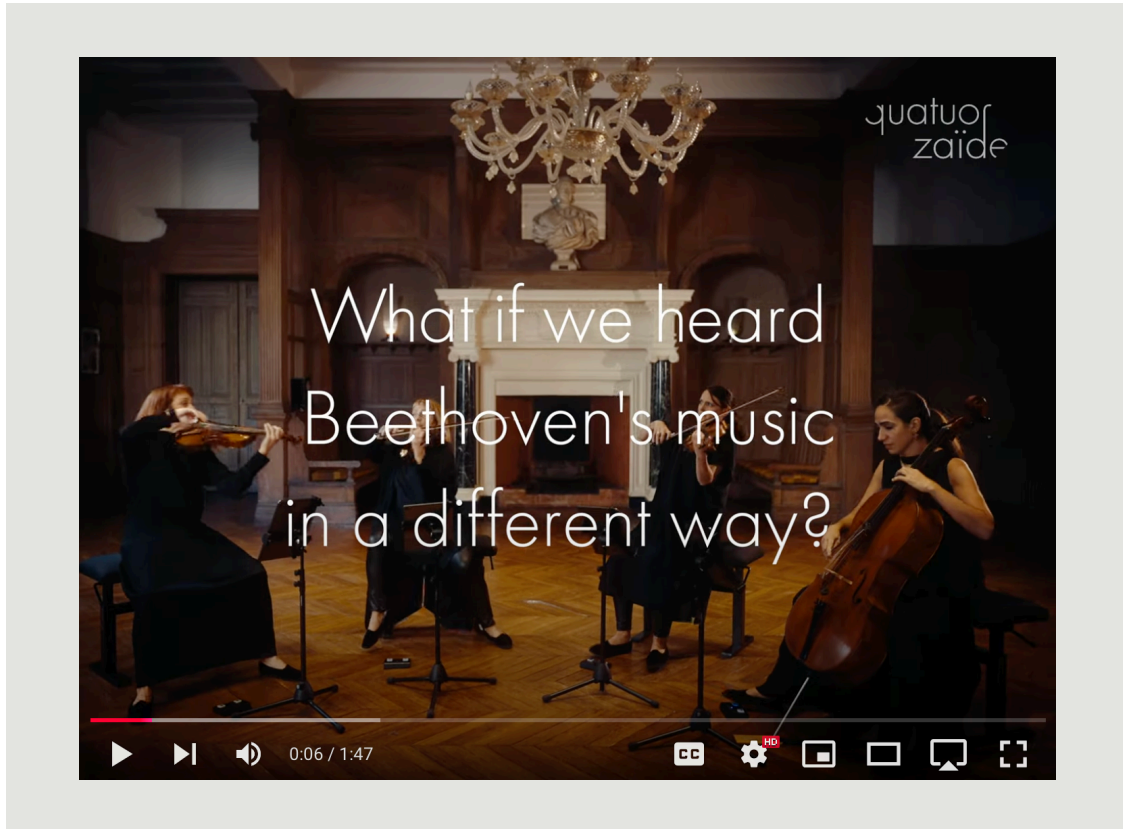 quatuor
zaïde
What if we heard
Beethoven's music
in a different way?
0:06 / 1:47
CC
HD